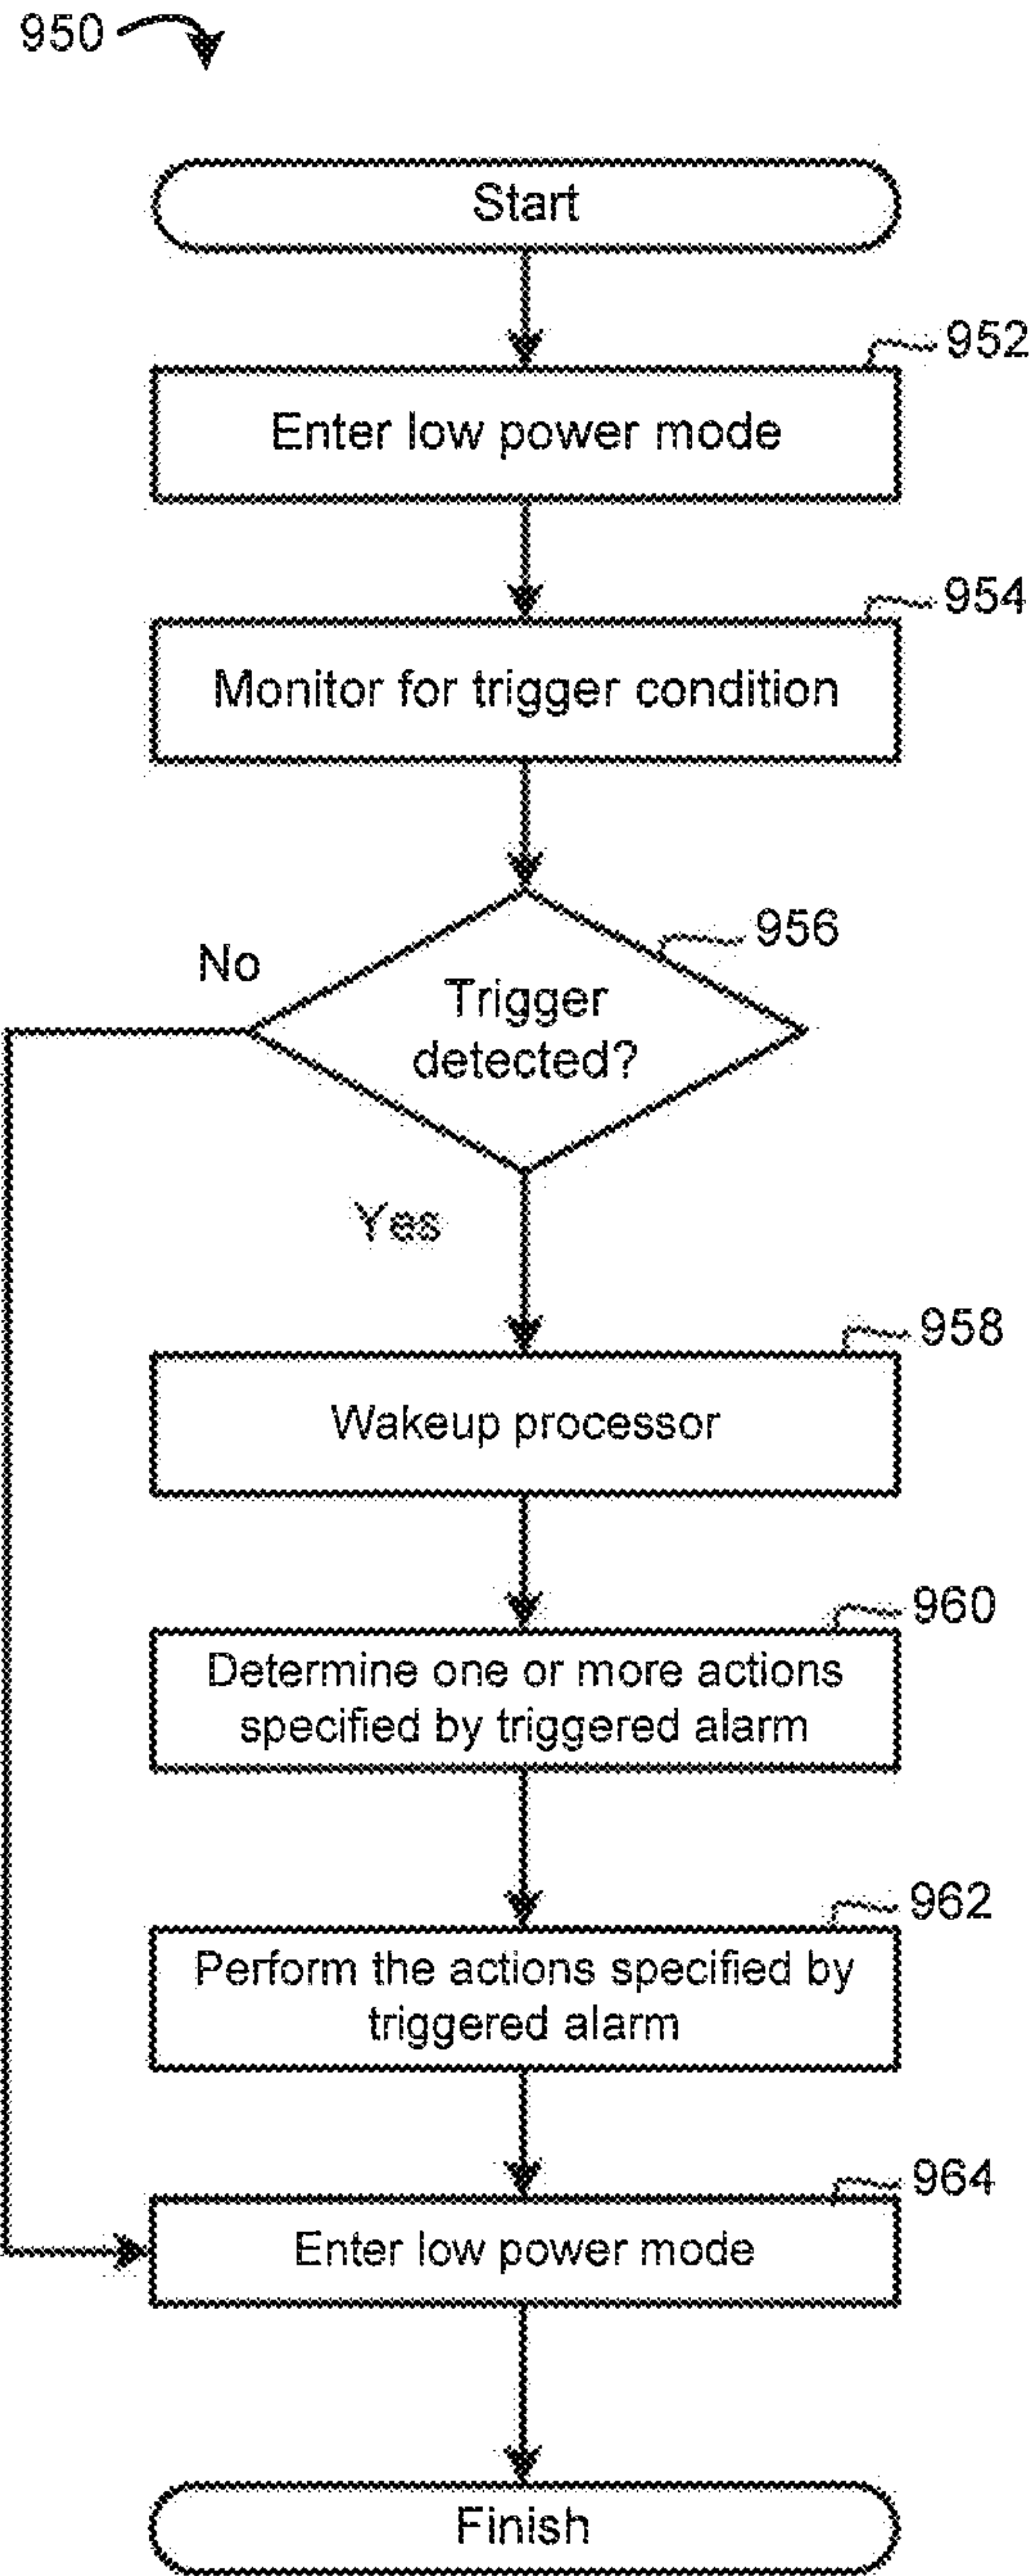 950
Start
952
Enter low power mode
954
Monitor for trigger condition
956
No
Trigger
detected?
Yes
958
Wakeup processor
960
Determine one or more actions
specified by triggered alarm
962
Perform the actions specified by
triggered alarm
964
Enter low power mode
Finish